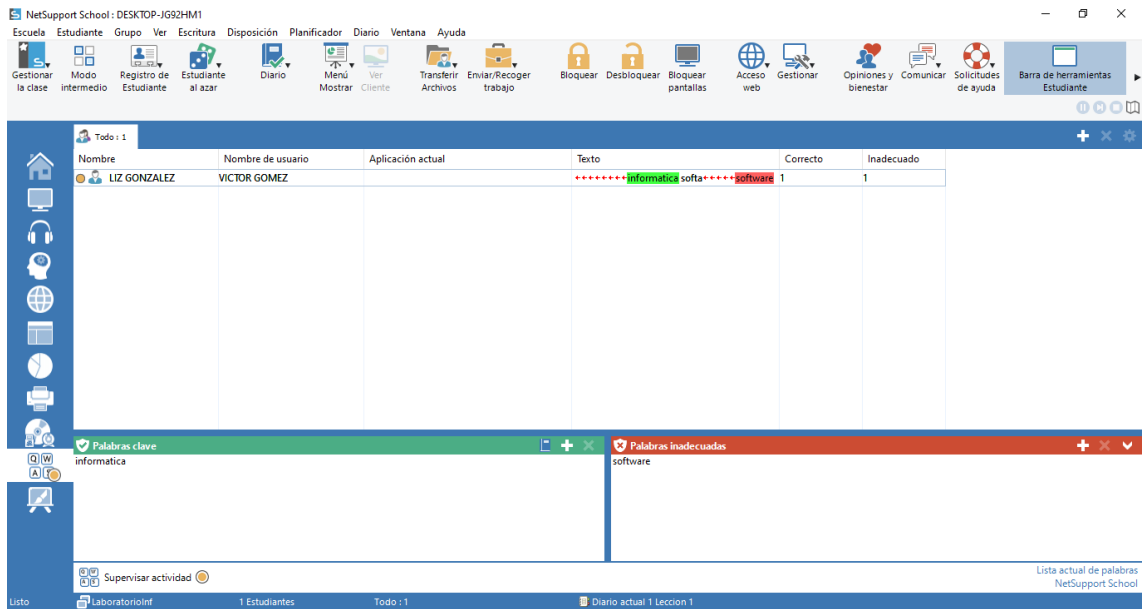 NetSupport School : DESKTOP-JG92HM1
Escuela Estudiante Grupo Ver Escritura Disposición Planificador Diario Ventana Ayuda
Gestionar la clase
Modo intermedio
Registro de Estudiante
Estudiante al azar
Diario
Menú Mostrar
Ver Cliente
Transferir Archivos
Enviar/Recoger trabajo
Bloquear
Desbloquear
Bloquear pantallas
Acceso web
Gestionar
Opiniones y bienestar
Comunicar
Solicitudes de ayuda
Barra de herramientas Estudiante
Todo : 1
Nombre Nombre de usuario Aplicación actual Texto Correcto Inadecuado
LIZ GONZALEZ VICTOR GOMEZ ←←←←←←←←informatica softa←←←←←software 1 1
Palabras clave
informatica
Palabras inadecuadas
software
Q W
A S
Supervisar actividad
Lista actual de palabras
NetSupport School
Listo LaboratorioInf 1 Estudiantes Todo : 1 Diario actual 1 Leccion 1